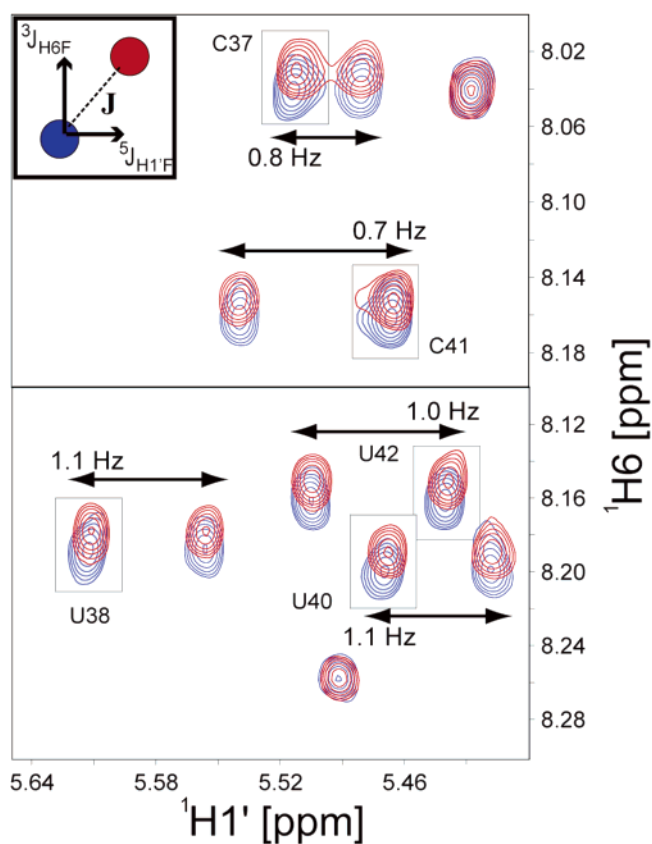 ³J_H6F
J
⁵J_H1'F
C37
0.8 Hz
8.02
8.06
8.10
0.7 Hz
8.14
C41
8.18
1.0 Hz
8.12
1.1 Hz
U42
8.16
U38
U40
8.20
1.1 Hz
8.24
8.28
¹H6 [ppm]
5.64
5.58
5.52
5.46
¹H1' [ppm]